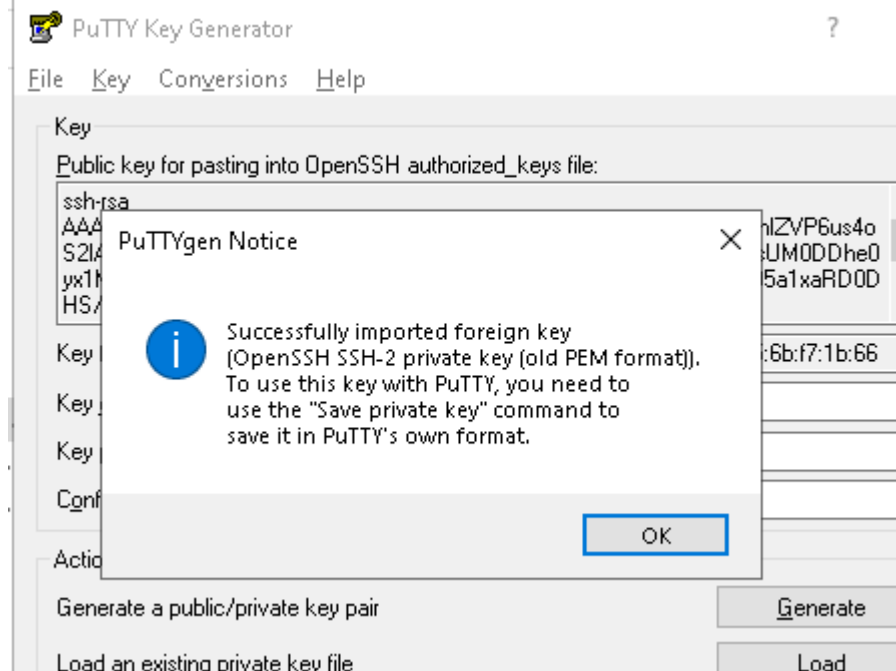 PuTTY Key Generator ?
File Key Conversions Help
Key
Public key for pasting into OpenSSH authorized_keys file:
ssh-rsa
PuTTYgen Notice
Successfully imported foreign key
(OpenSSH SSH-2 private key (old PEM format)).
To use this key with PuTTY, you need to
use the "Save private key" command to
save it in PuTTY's own format.
OK
Key
:6b:f7:1b:66
Key
Key
Generate a public/private key pair
Generate
Load an existing private key file
Load